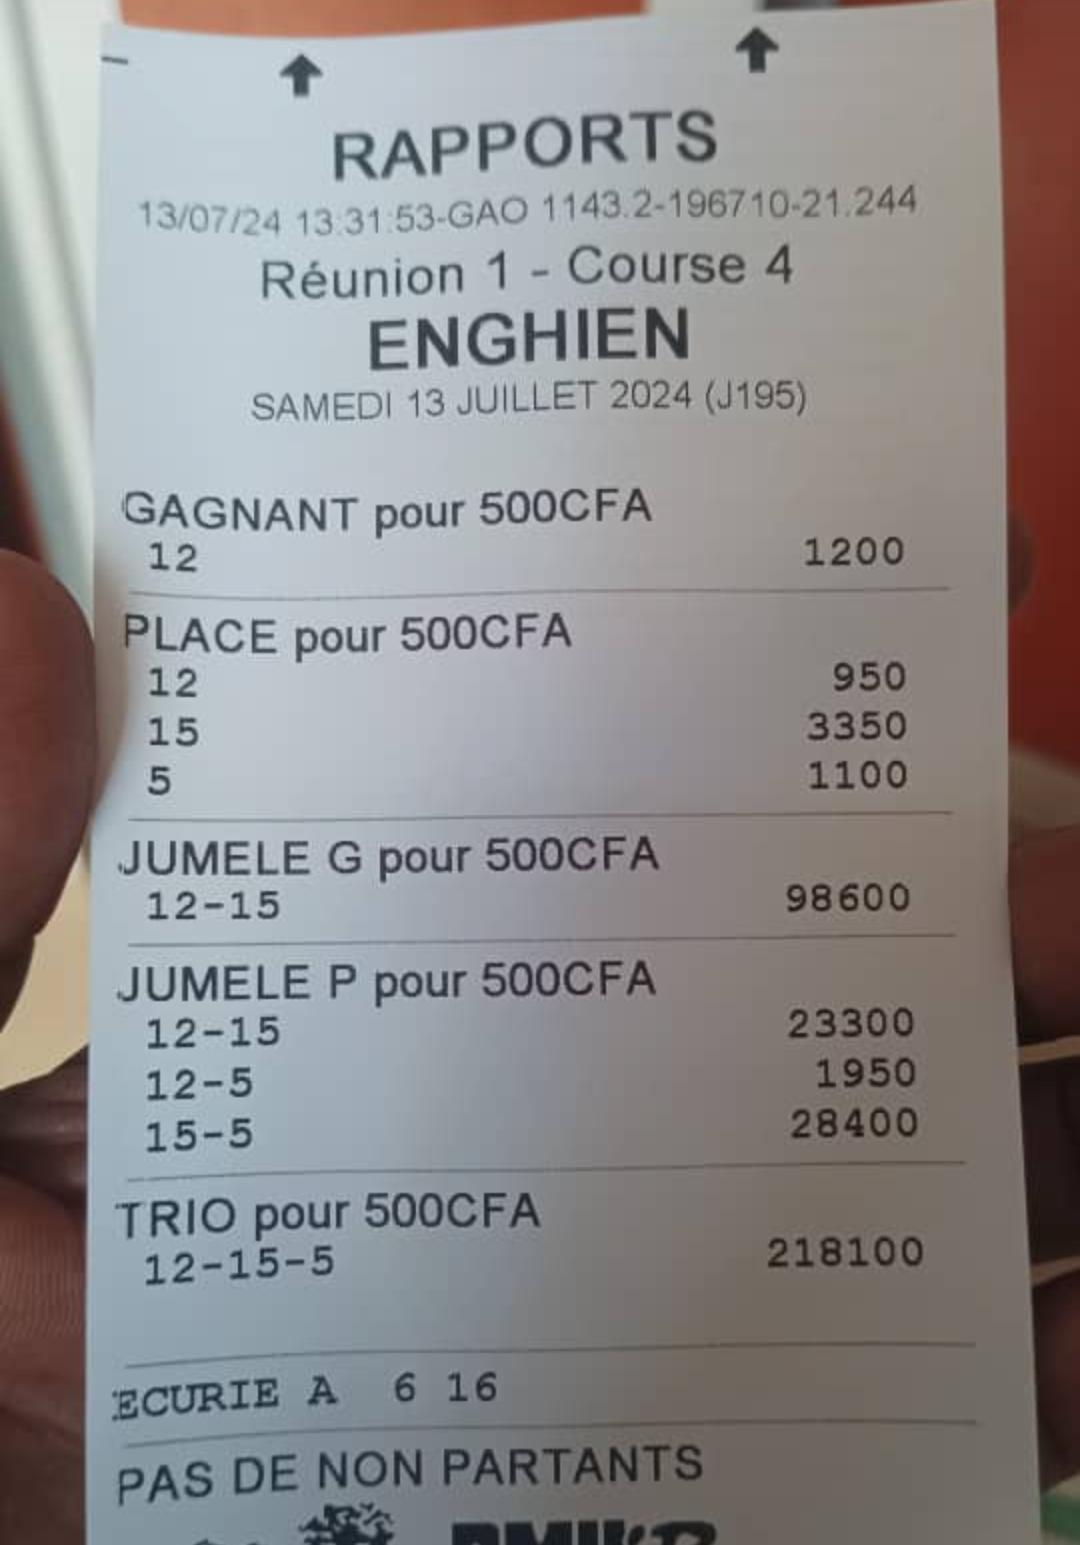 RAPPORTS
13/07/24 13:31:53-GAO 1143.2-196710-21.244
Réunion 1 - Course 4
ENGHIEN
SAMEDI 13 JUILLET 2024 (J195)
GAGNANT pour 500CFA
12 1200
PLACE pour 500CFA
12 950
15 3350
5 1100
JUMELE G pour 500CFA
12-15 98600
JUMELE P pour 500CFA
12-15 23300
12-5 1950
15-5 28400
TRIO pour 500CFA
12-15-5 218100
ECURIE A 6 16
PAS DE NON PARTANTS